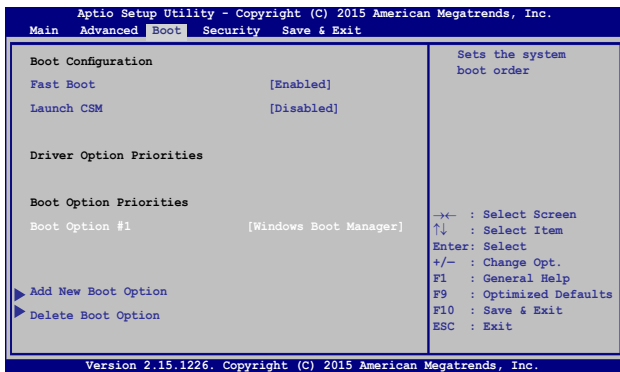 Aptio Setup Utility - Copyright (C) 2015 American Megatrends, Inc.
Main Advanced Boot Security Save & Exit
Boot Configuration
Fast Boot [Enabled]
Launch CSM [Disabled]
Driver Option Priorities
Boot Option Priorities
Boot Option #1 [Windows Boot Manager]
Add New Boot Option
Delete Boot Option
Sets the system
boot order
→← : Select Screen
↑↓ : Select Item
Enter: Select
+/— : Change Opt.
F1 : General Help
F9 : Optimized Defaults
F10 : Save & Exit
ESC : Exit
Version 2.15.1226. Copyright (C) 2015 American Megatrends, Inc.